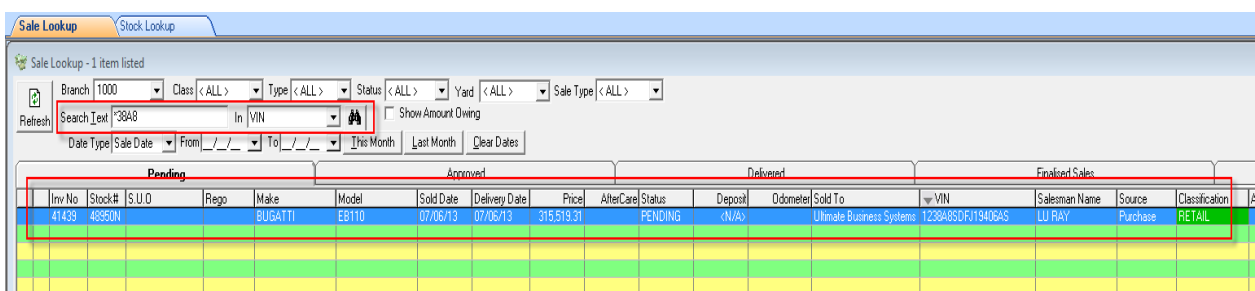 Sale Lookup Stock Lookup
Sale Lookup - 1 item listed
Branch 1000 Class < ALL > Type < ALL > Status < ALL > Yard < ALL > Sale Type < ALL >
Refresh Search Text *38A8 In VIN Show Amount Owing
Date Type Sale Date From _/_/_ To _/_/_ This Month Last Month Clear Dates
Pending Approved Delivered Finalised Sales
Inv No Stock# S.U.O Rego Make Model Sold Date Delivery Date Price AfterCare Status Deposit Odometer Sold To VIN Salesman Name Source Classification A
41439 48950N BUGATTI EB110 07/06/13 07/06/13 315,519.31 PENDING <N/A> Ultimate Business Systems 1238A8SDFJ19406AS LU RAY Purchase RETAIL